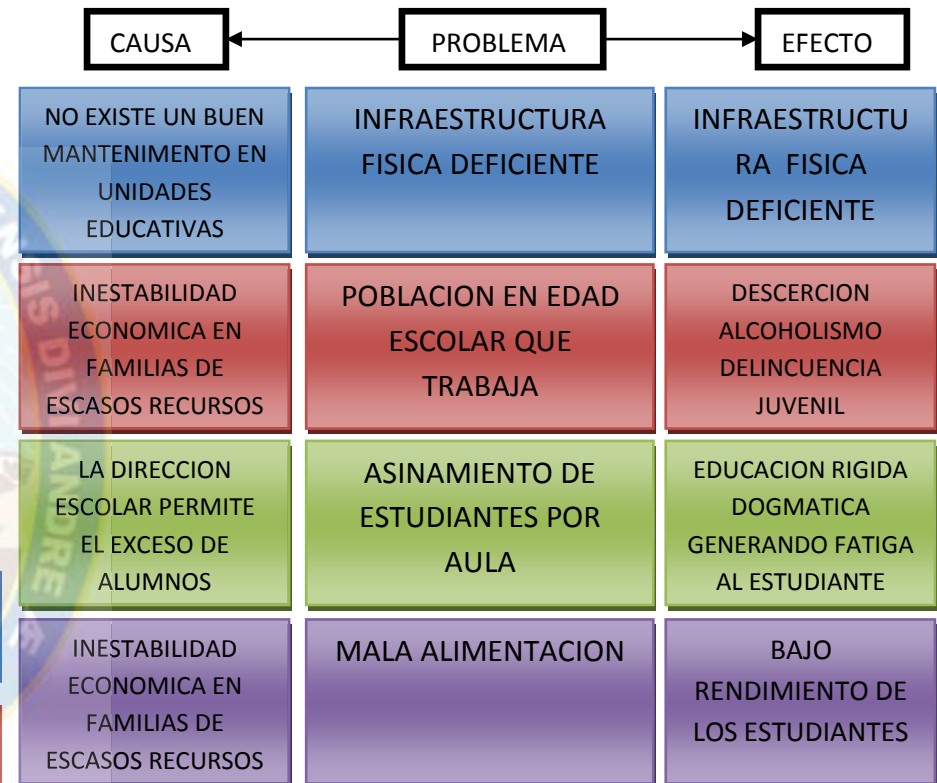 CAUSA
PROBLEMA
EFECTO
NO EXISTE UN BUEN
MANTENIMENTO EN
UNIDADES
EDUCATIVAS
INFRAESTRUCTURA
FISICA DEFICIENTE
INFRAESTRUCTU
RA FISICA
DEFICIENTE
INESTABILIDAD
ECONOMICA EN
FAMILIAS DE
ESCASOS RECURSOS
POBLACION EN EDAD
ESCOLAR QUE
TRABAJA
DESCERCION
ALCOHOLISMO
DELINCUENCIA
JUVENIL
LA DIRECCION
ESCOLAR PERMITE
EL EXCESO DE
ALUMNOS
ASINAMIENTO DE
ESTUDIANTES POR
AULA
EDUCACION RIGIDA
DOGMATICA
GENERANDO FATIGA
AL ESTUDIANTE
INESTABILIDAD
ECONOMICA EN
FAMILIAS DE
ESCASOS RECURSOS
MALA ALIMENTACION
BAJO
RENDIMIENTO DE
LOS ESTUDIANTES